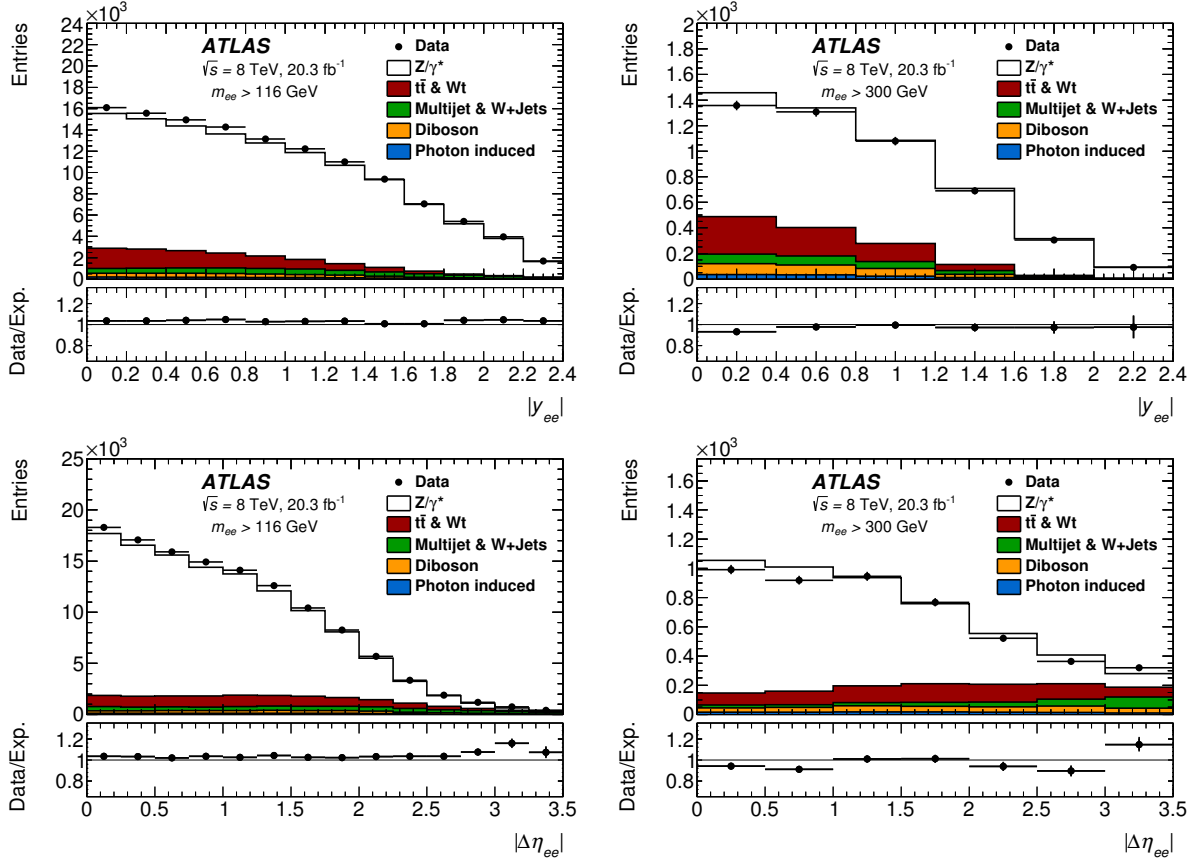 ×10³
Entries
24
22
20
18
16
14
12
10
8
6
4
2
0
ATLAS
√s = 8 TeV, 20.3 fb⁻¹
m_ee > 116 GeV
Data
Z/γ*
tt̄ & Wt
Multijet & W+Jets
Diboson
Photon induced
Data/Exp.
1.2
1
0.8
0 0.2 0.4 0.6 0.8 1 1.2 1.4 1.6 1.8 2 2.2 2.4
|y_ee|
×10³
Entries
2
1.8
1.6
1.4
1.2
1
0.8
0.6
0.4
0.2
0
ATLAS
√s = 8 TeV, 20.3 fb⁻¹
m_ee > 300 GeV
Data
Z/γ*
tt̄ & Wt
Multijet & W+Jets
Diboson
Photon induced
Data/Exp.
1.2
1
0.8
0 0.2 0.4 0.6 0.8 1 1.2 1.4 1.6 1.8 2 2.2 2.4
|y_ee|
×10³
Entries
25
20
15
10
5
0
ATLAS
√s = 8 TeV, 20.3 fb⁻¹
m_ee > 116 GeV
Data
Z/γ*
tt̄ & Wt
Multijet & W+Jets
Diboson
Photon induced
Data/Exp.
1.2
1
0.8
0 0.5 1 1.5 2 2.5 3 3.5
|Δη_ee|
×10³
Entries
1.6
1.4
1.2
1
0.8
0.6
0.4
0.2
0
ATLAS
√s = 8 TeV, 20.3 fb⁻¹
m_ee > 300 GeV
Data
Z/γ*
tt̄ & Wt
Multijet & W+Jets
Diboson
Photon induced
Data/Exp.
1.2
1
0.8
0 0.5 1 1.5 2 2.5 3 3.5
|Δη_ee|